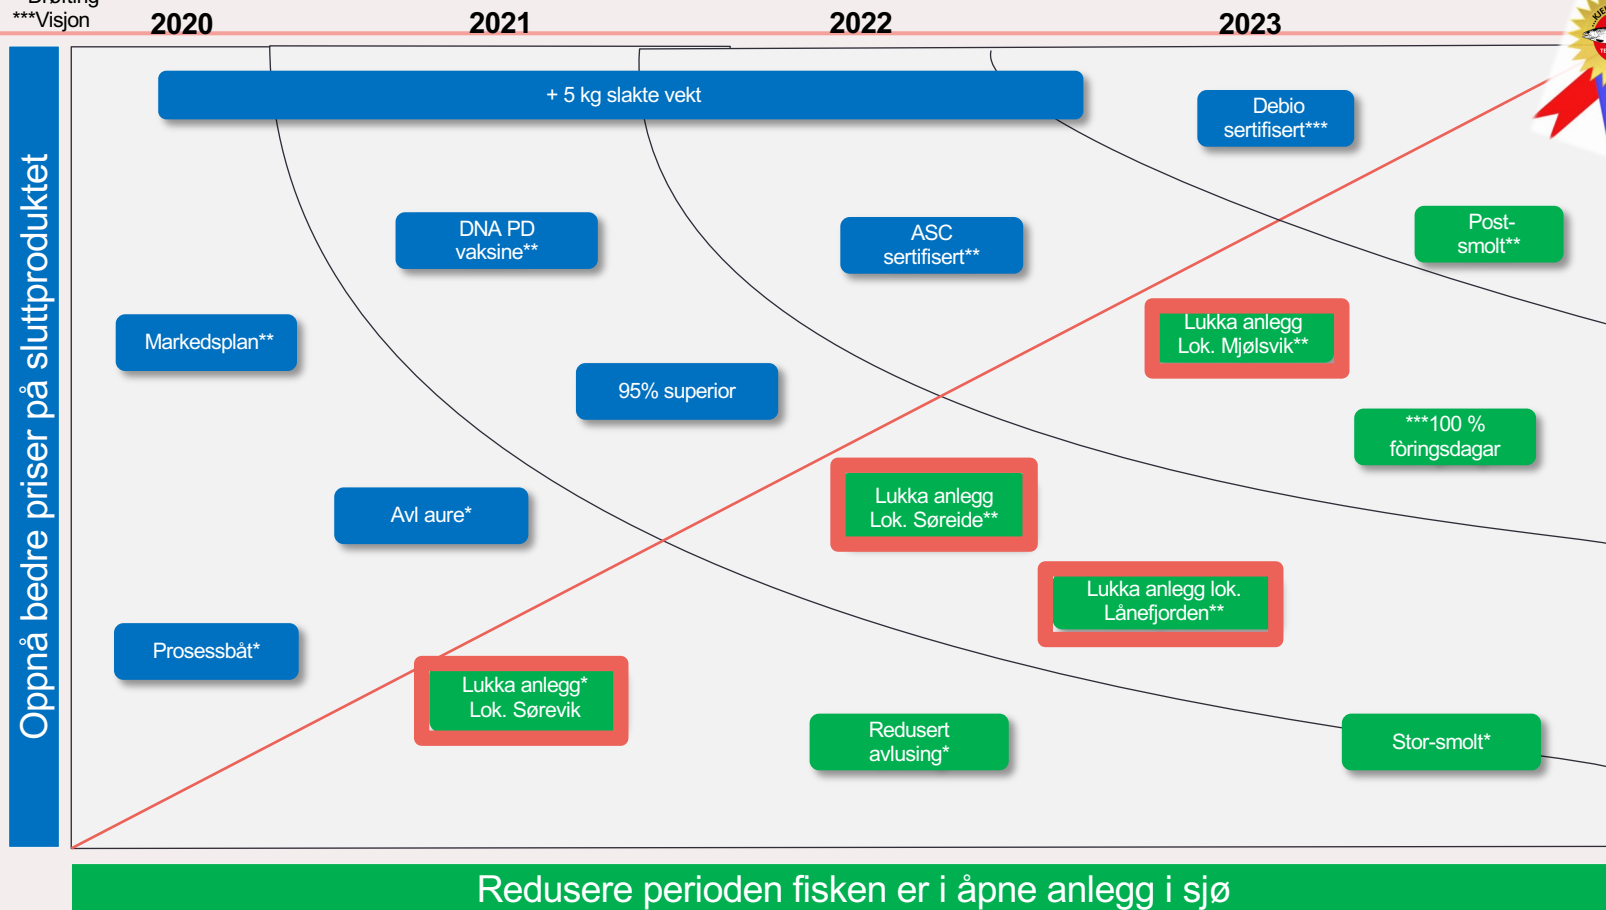 ***Visjon
2020
2021
2022
2023
+ 5 kg slakte vekt
Debio
sertifisert***
DNA PD
vaksine**
ASC
sertifisert**
Post-
smolt**
Markedsplan**
Lukka anlegg
Lok. Mjølsvik**
95% superior
***100 %
fòringsdagar
Avl aure*
Lukka anlegg
Lok. Søreide**
Lukka anlegg lok.
Lånefjorden**
Prosessbåt*
Lukka anlegg*
Lok. Sørevik
Redusert
avlusing*
Stor-smolt*
Oppnå bedre priser på sluttproduktet
Redusere perioden fisken er i åpne anlegg i sjø